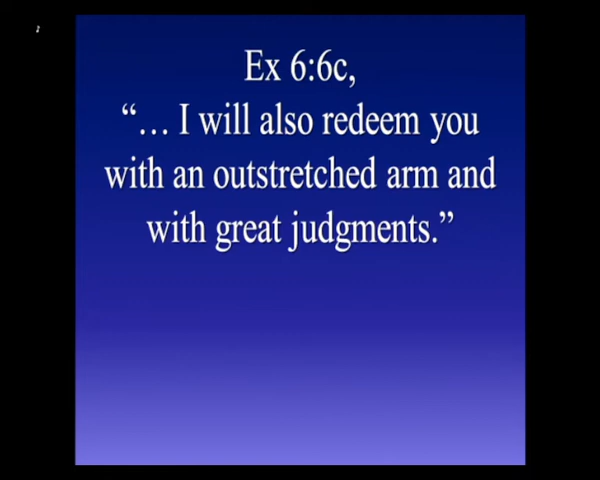 Ex 6:6c,
“… I will also redeem you
with an outstretched arm and
with great judgments.”